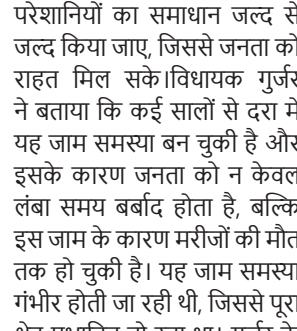 परेशानियों का समाधान जल्द से
जल्द किया जाए, जिससे जनता को
राहत मिल सके।विधायक गुर्जर
ने बताया कि कई सालों से दरा में
यह जाम समस्या बन चुकी है और
इसके कारण जनता को न केवल
लंबा समय बर्बाद होता है, बल्कि
इस जाम के कारण मरीजों की मौत
तक हो चुकी है। यह जाम समस्या
गंभीर होती जा रही थी, जिससे पूरा